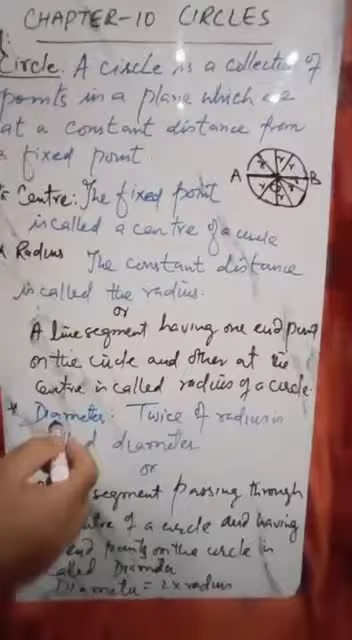 CHAPTER-10 CIRCLES
Circle. A circle is a collection of
points in a plane which are
at a constant distance from
a fixed point.
A B
Centre: The fixed point
is called a centre of a circle
* Radius The constant distance
is called the radius.
or
A line segment having one end point
on the circle and other at the
centre is called radius of a circle.
* Diameter: Twice of radius is
diameter
or
segment passing through
of a circle and having
end points on the circle is
called Diameter
Diameter = 2x radius